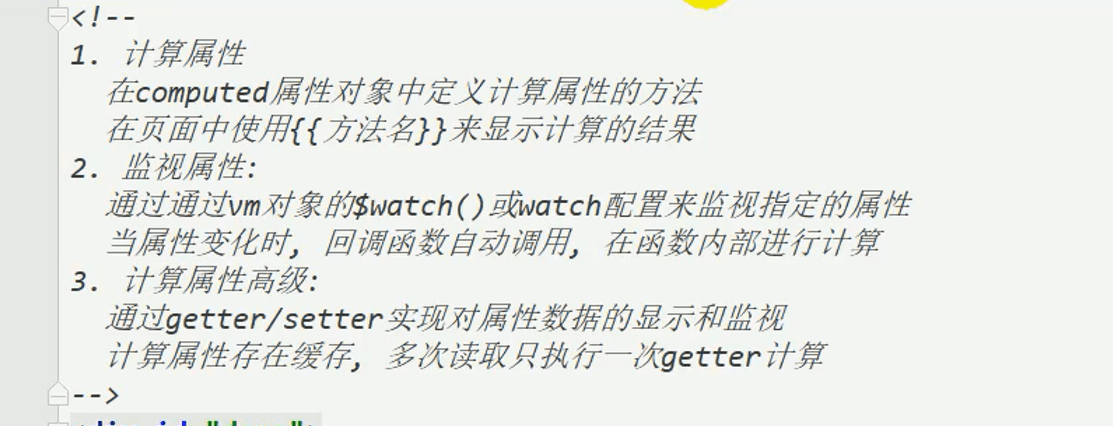 <!--
1. 计算属性
在computed属性对象中定义计算属性的方法
在页面中使用{{方法名}}来显示计算的结果
2. 监视属性:
通过通过vm对象的$watch()或watch配置来监视指定的属性
当属性变化时, 回调函数自动调用, 在函数内部进行计算
3. 计算属性高级:
通过getter/setter实现对属性数据的显示和监视
计算属性存在缓存, 多次读取只执行一次getter计算
-->